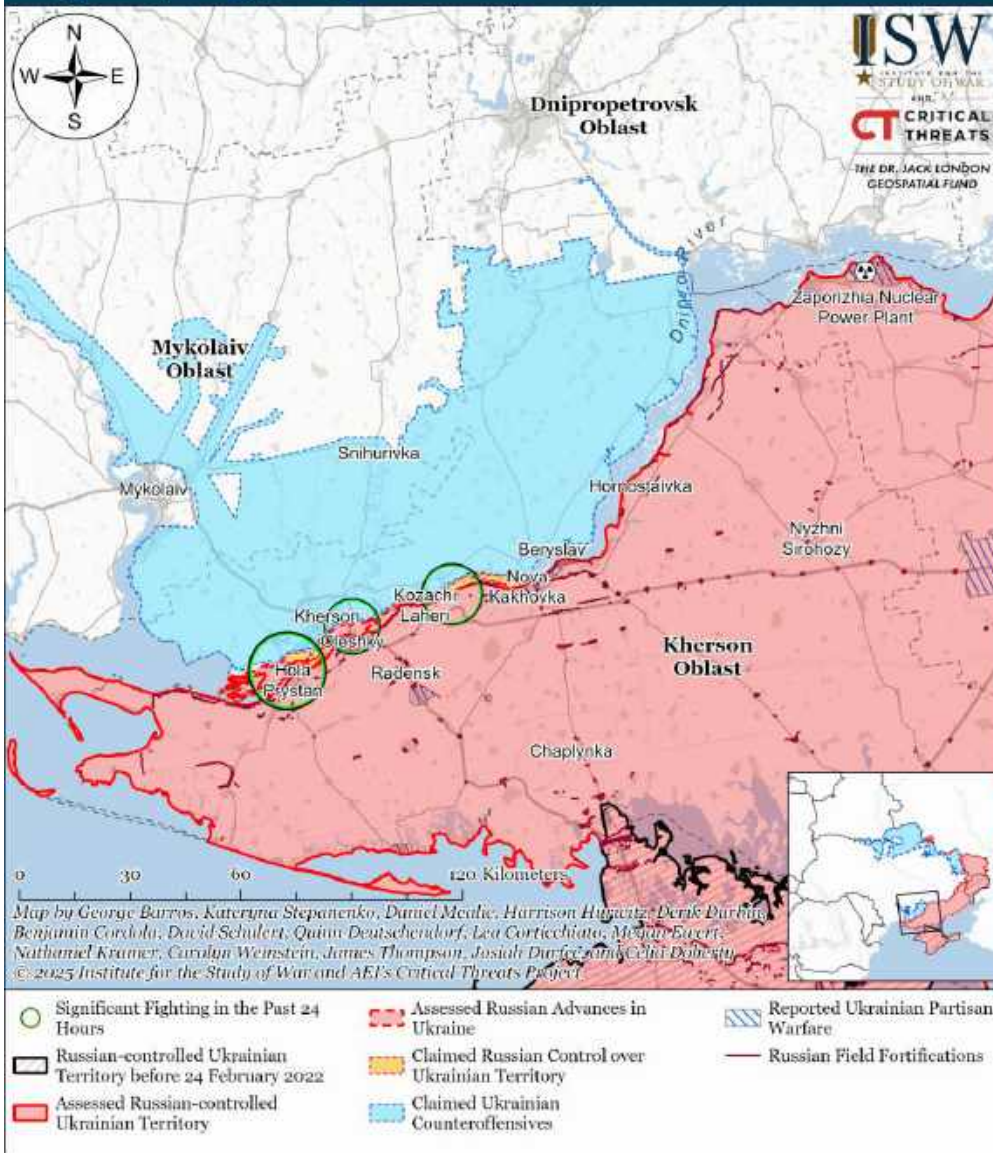 N
W E
S
ISW
INSTITUTE FOR THE
STUDY OF WAR
AND
CT CRITICAL
THREATS
THE DR. JACK LONDON
GEOSPATIAL FUND
Dnipropetrovsk
Oblast
Dnipro River
Zaporizhia Nuclear
Power Plant
Mykolaiv
Oblast
Snihurivka
Mykolaiv
Hornostaivka
Nyzhni
Sirohozy
Beryslav
Nova
Kakhovka
Kozachi
Laheri
Kherson
Oleshky
Kherson
Oblast
Hola
Prystan
Radensk
Chaplynka
0 30 60 120 Kilometers
Map by George Barros, Kateryna Stepanenko, Daniel Mealie, Harrison Hurwitz, Derik Durbin,
Benjamin Cordola, David Schulert, Quinn Deutschendorf, Lea Corticchiato, Megan Ewert,
Nathaniel Kramer, Carolyn Weinstein, James Thompson, Josiah Durfee, and Celia Doherty
© 2025 Institute for the Study of War and AEI's Critical Threats Project
Significant Fighting in the Past 24
Hours
Russian-controlled Ukrainian
Territory before 24 February 2022
Assessed Russian-controlled
Ukrainian Territory
Assessed Russian Advances in
Ukraine
Claimed Russian Control over
Ukrainian Territory
Claimed Ukrainian
Counteroffensives
Reported Ukrainian Partisan
Warfare
Russian Field Fortifications